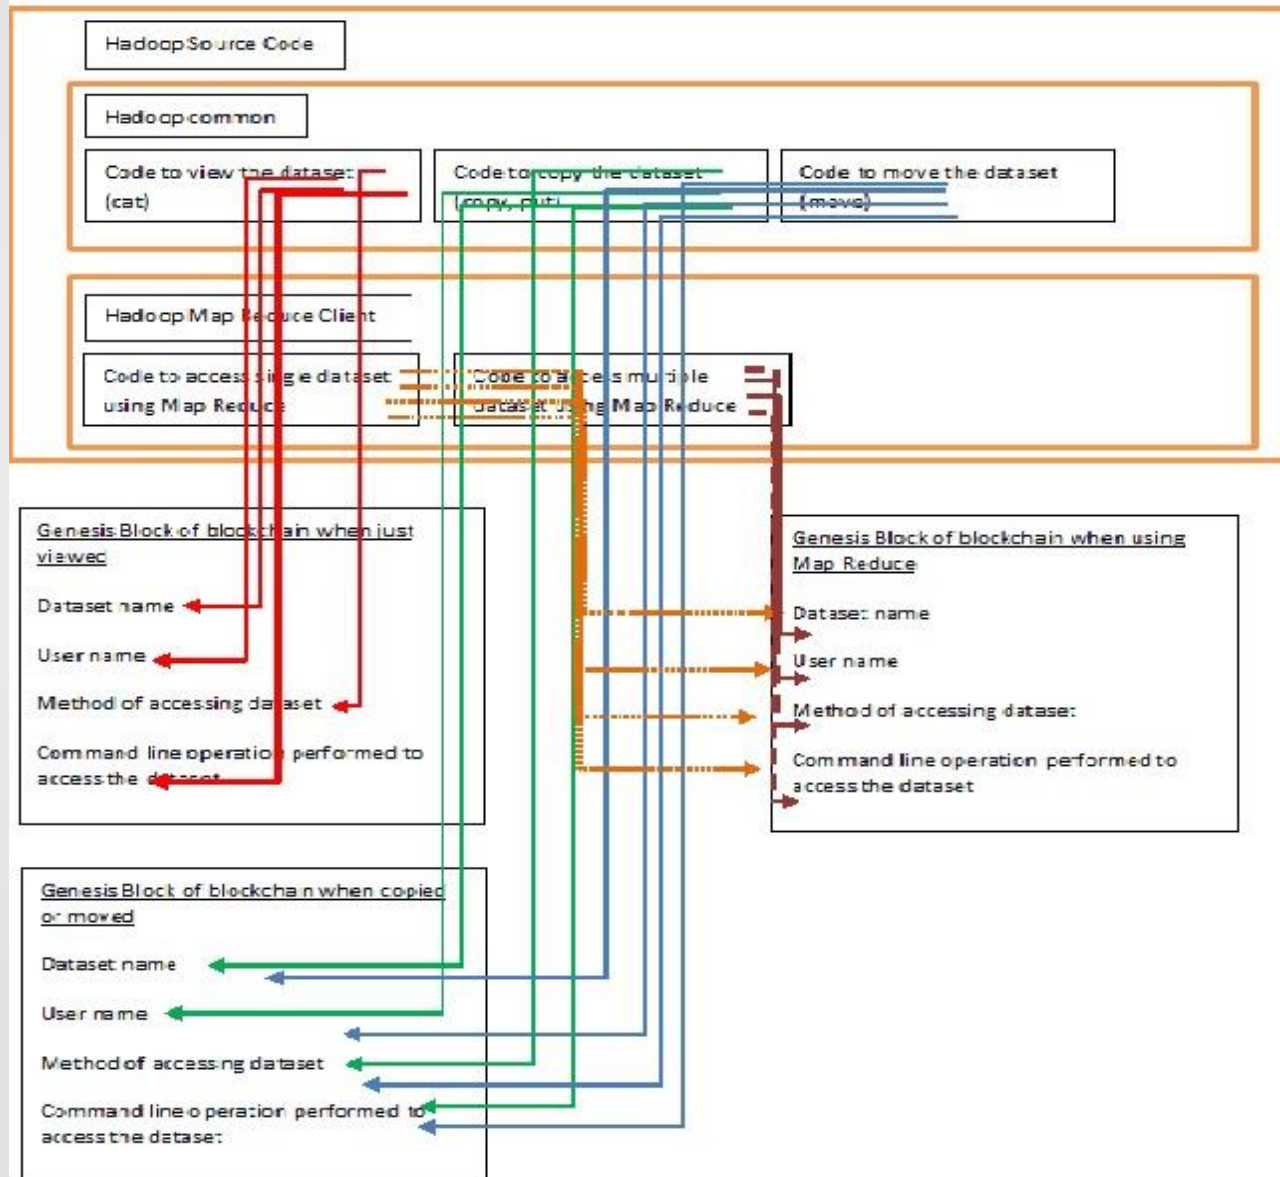 Hadoop Source Code
Hadoop common
Code to view the dataset
(cat)
Code to copy the dataset
(copy, put)
Code to move the dataset
(move)
Hadoop Map Reduce Client
Code to access single dataset
using Map Reduce
Code to access multiple
dataset using Map Reduce
Genesis Block of blockchain when just
viewed
Dataset name
User name
Method of accessing dataset
Command line operation performed to
access the dataset
Genesis Block of blockchain when using
Map Reduce
Dataset name
User name
Method of accessing dataset
Command line operation performed to
access the dataset
Genesis Block of blockchain when copied
or moved
Dataset name
User name
Method of accessing dataset
Command line operation performed to
access the dataset